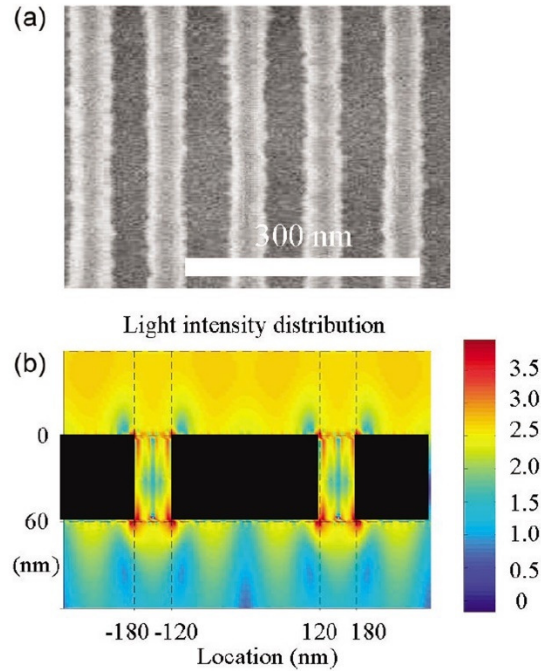 (a)
300 nm
Light intensity distribution
(b)
0
60
(nm)
-180 -120 120 180
Location (nm)
3.5
3.0
2.5
2.0
1.5
1.0
0.5
0